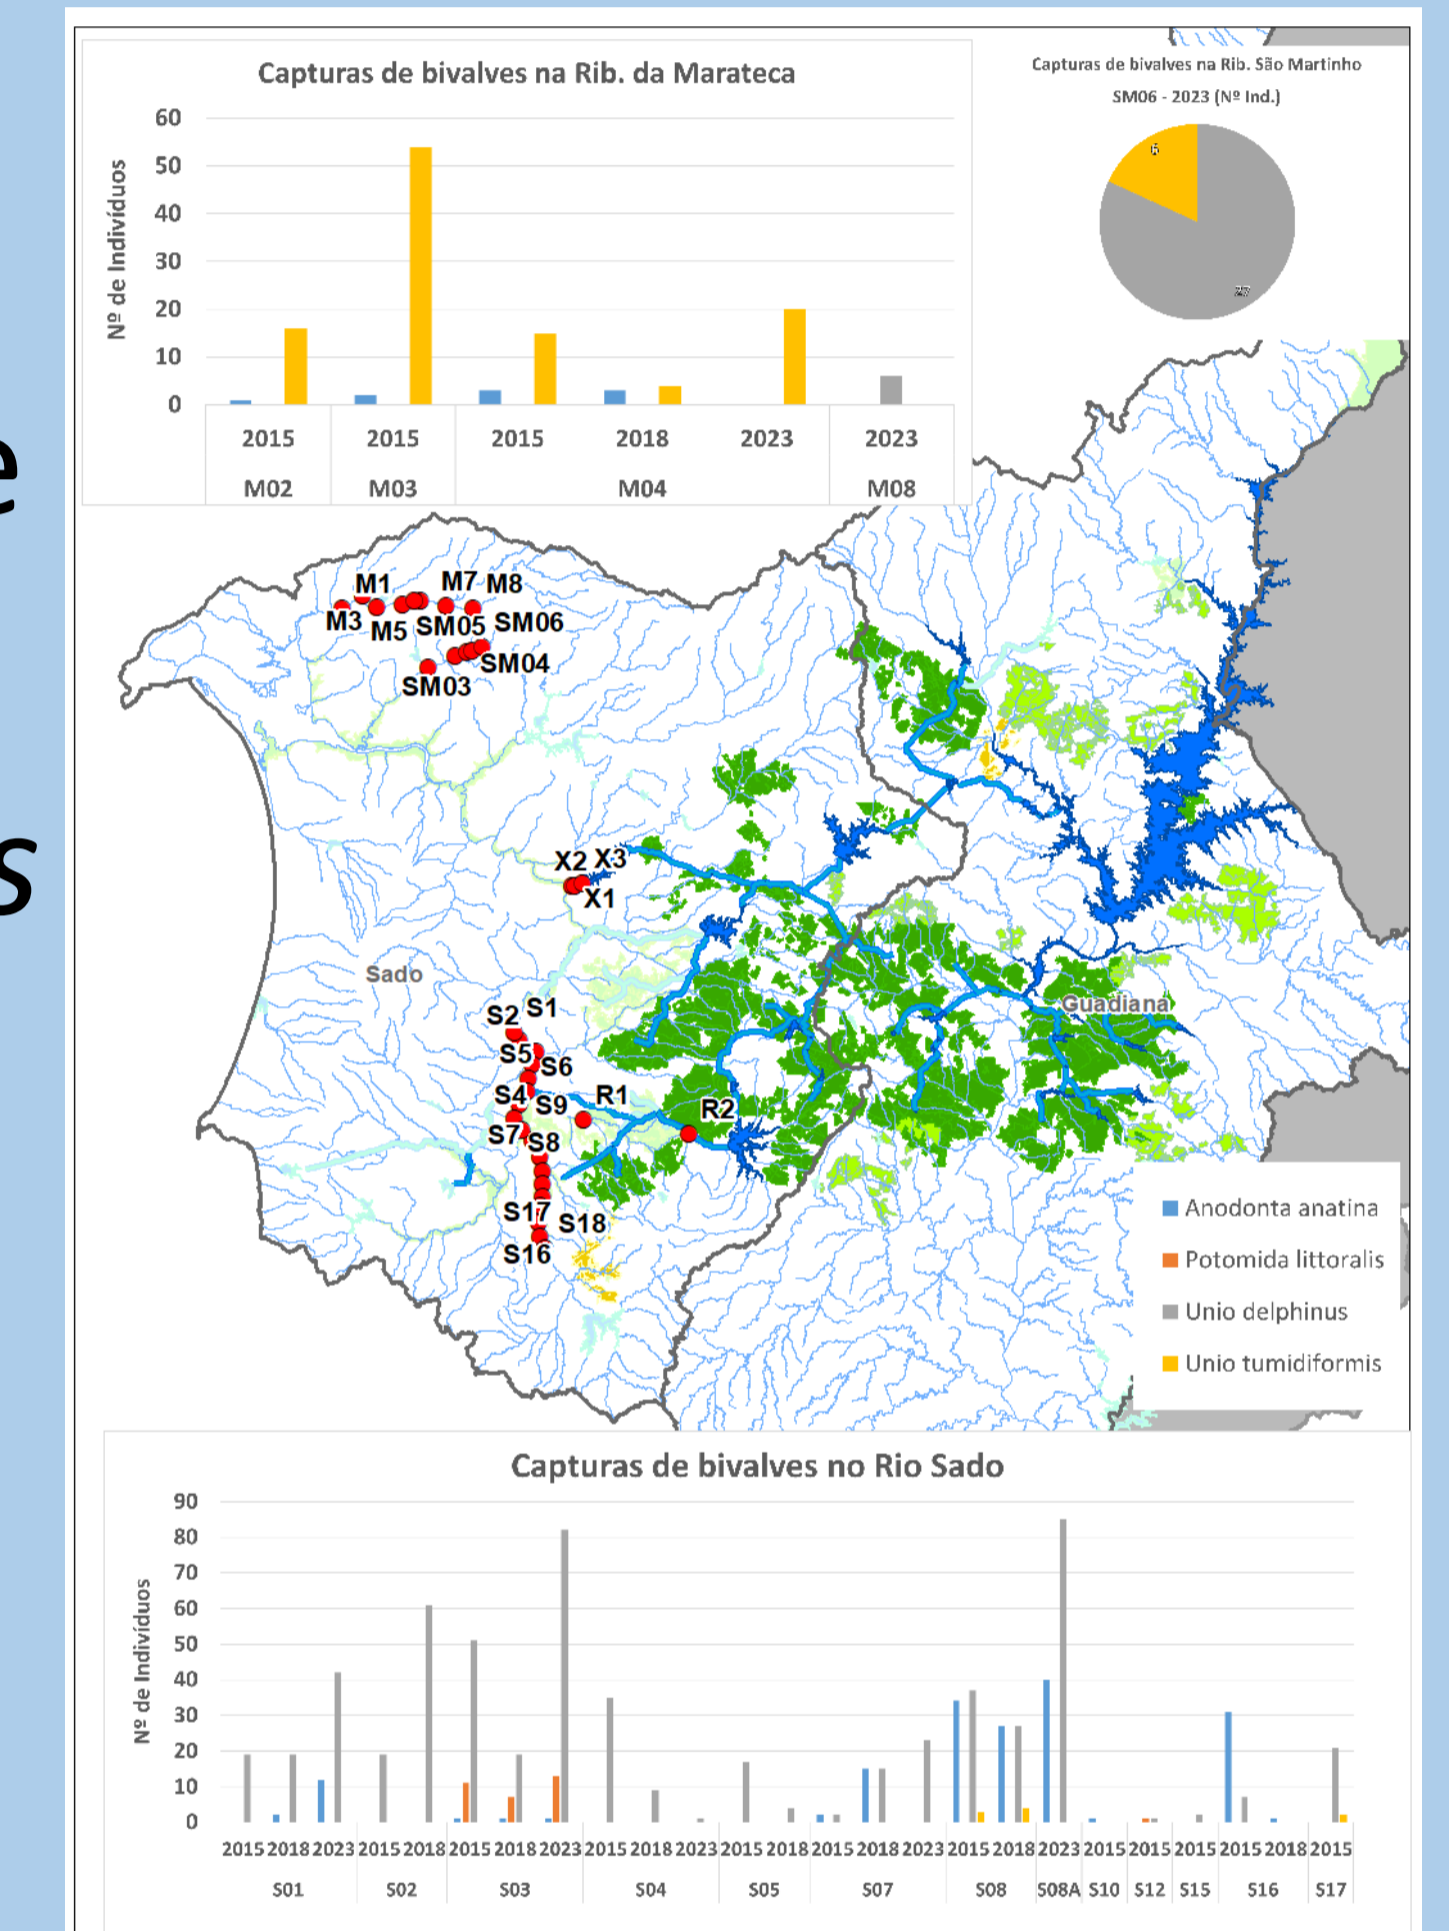 e
s
Capturas de bivalves na Rib. da Marateca
Nº de Indivíduos
60
50
40
30
20
10
0
2015 2015 2015 2018 2023 2023
M02 M03 M04 M08
Capturas de bivalves na Rib. São Martinho
SM06 - 2023 (Nº Ind.)
6
27
M1 M7 M8
M3 M5 SM05 SM06
SM04
SM03
X2 X3
X1
Sado
Guadiana
S2 S1
S5
S6
S4 S9 R1 R2
S7
S8
S17 S18
S16
Anodonta anatina
Potomida littoralis
Unio delphinus
Unio tumidiformis
Capturas de bivalves no Rio Sado
Nº de Indivíduos
90
80
70
60
50
40
30
20
10
0
2015 2018 2023 2015 2018 2015 2018 2023 2015 2018 2023 2015 2018 2015 2018 2023 2015 2018 2023 2015 2015 2015 2015 2018 2015
S01 S02 S03 S04 S05 S07 S08 S08A S10 S12 S15 S16 S17